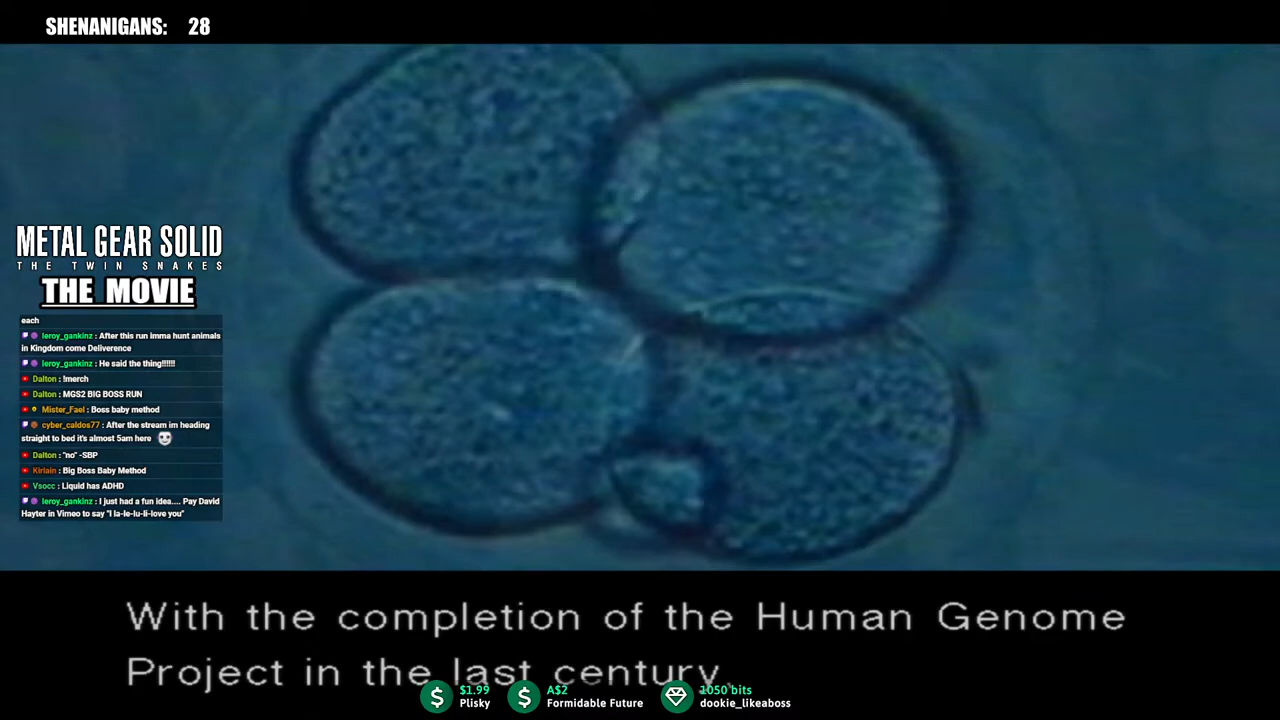 SHENANIGANS: 28
METAL GEAR SOLID
THE TWIN SNAKES
THE MOVIE
each
leroy_gankinz : After this run imma hunt animals
in Kingdom come Deliverence
leroy_gankinz : He said the thing!!!!!!
Dalton : !merch
Dalton : MGS2 BIG BOSS RUN
Mister_Fael : Boss baby method
cyber_caldos77 : After the stream im heading
straight to bed it's almost 5am here
Dalton : "no" -SBP
Kiriain : Big Boss Baby Method
Vsocc : Liquid has ADHD
leroy_gankinz : I just had a fun idea.... Pay David
Hayter in Vimeo to say "I la-le-lu-li-love you"
With the completion of the Human Genome
Project in the last century,
$1.99
Plisky
A$2
Formidable Future
1050 bits
dookie_likeaboss